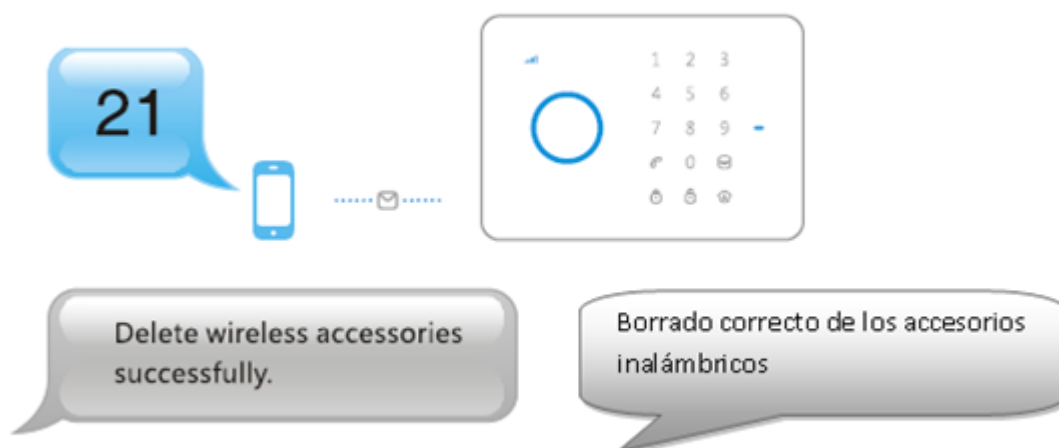 21
1 2 3
4 5 6
7 8 9
0
Delete wireless accessories
successfully.
Borrado correcto de los accesorios
inalámbricos